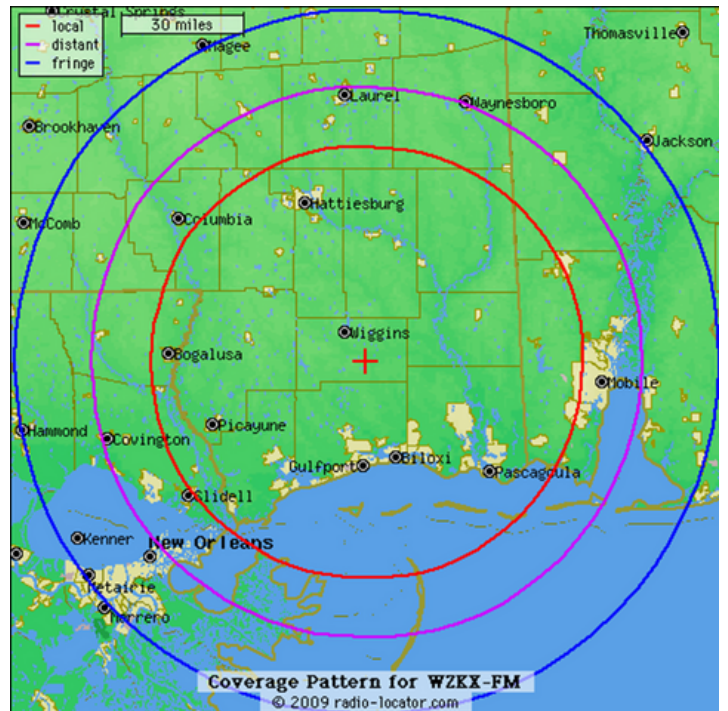 Crystal Springs
30 miles
local
distant
fringe
Magee
Thomasville
Laurel
Waynesboro
Brookhaven
Jackson
Hattiesburg
McComb
Columbia
Wiggins
Bogalusa
Mobile
Hammond
Covington
Picayune
Gulfport
Biloxi
Pascagoula
Slidell
Kenner
New Orleans
Metairie
Marrero
Coverage Pattern for WZKX-FM
© 2009 radio-locator.com